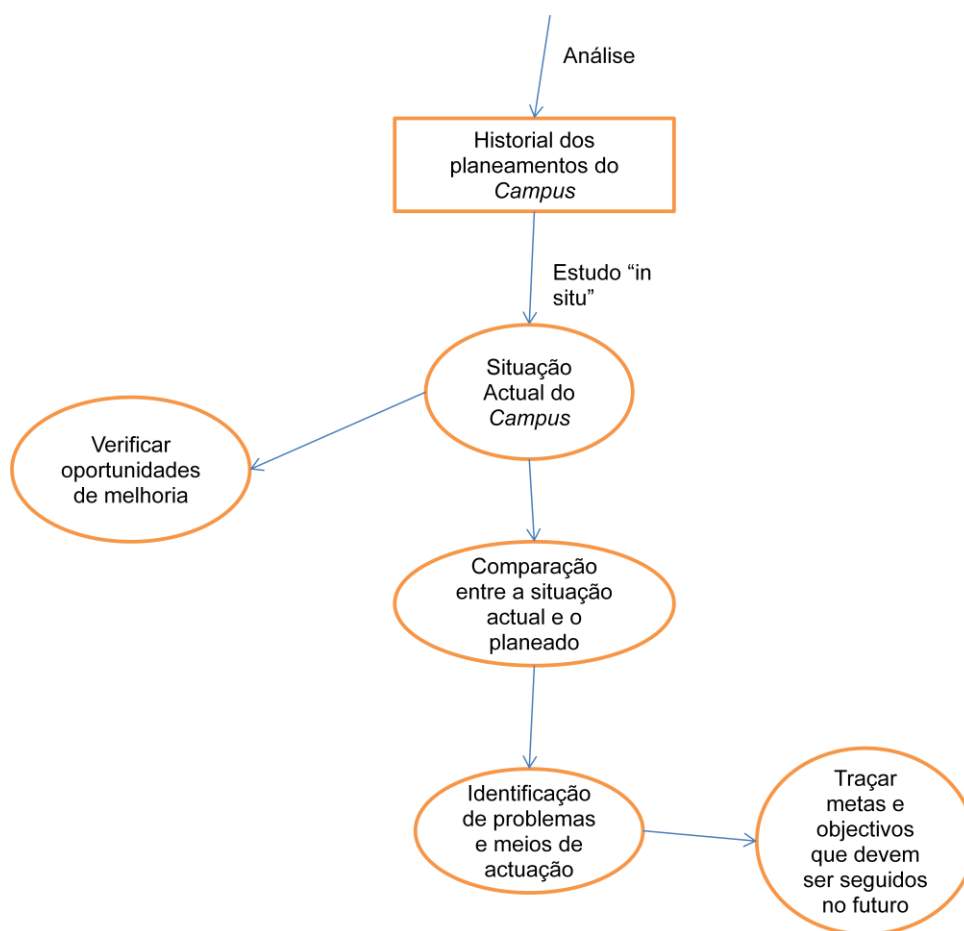 Análise
Historial dos
planeamentos do
Campus
Estudo “in
situ”
Situação
Actual do
Campus
Verificar
oportunidades
de melhoria
Comparação
entre a situação
actual e o
planeado
Identificação
de problemas
e meios de
actuação
Traçar
metas e
objectivos
que devem
ser seguidos
no futuro